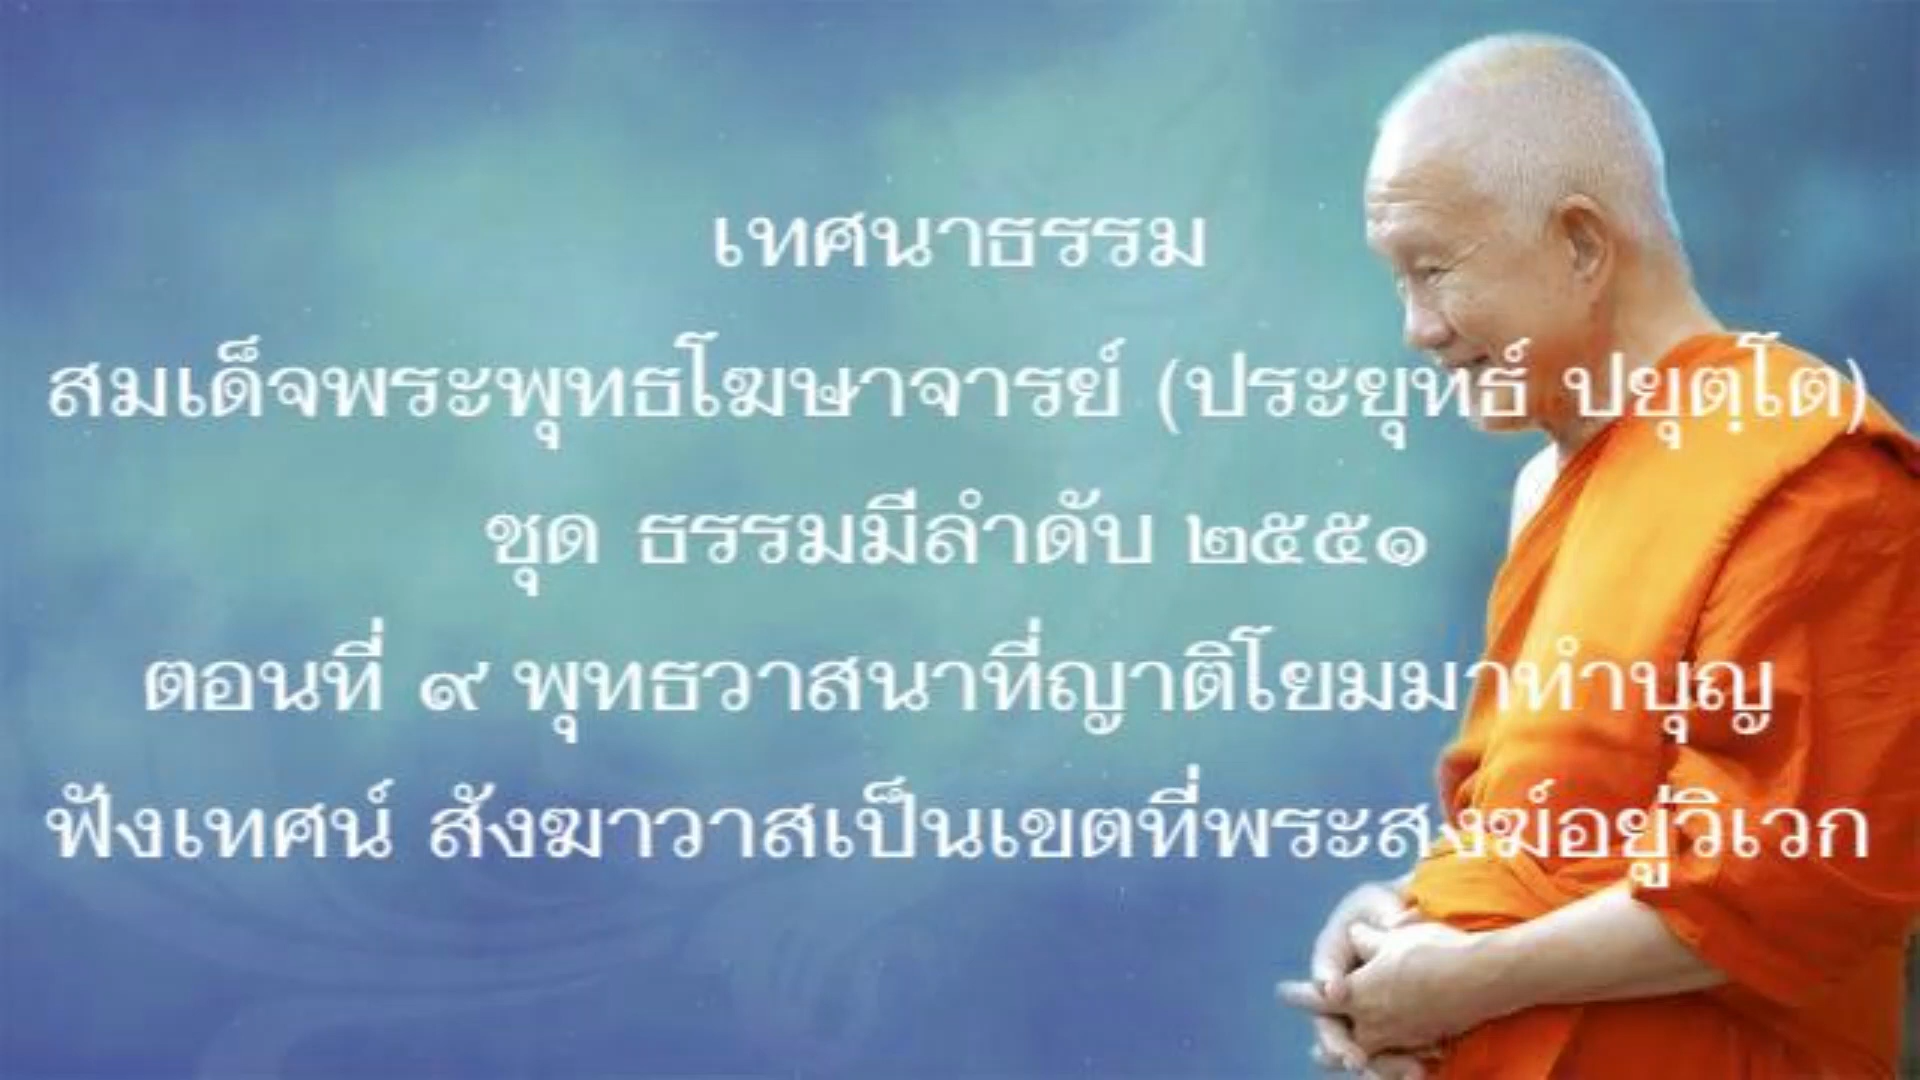 เทศนาธรรม
สมเด็จพระพุทธโฆษาจารย์ (ประยุทธ์ ปยุตฺโต)
ชุด ธรรมมีลำดับ ๒๕๕๑
ตอนที่ ๙ พุทธวาสนาที่ญาติโยมมาทำบุญ
ฟังเทศน์ สังฆาวาสเป็นเขตที่พระสงฆ์อยู่วิเวก